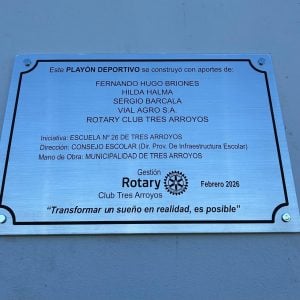 Este PLAYÓN DEPORTIVO se construyó con aportes de:
FERNANDO HUGO BRIONES
HILDA HALMA
SERGIO BARCALA
VIAL AGRO S.A.
ROTARY CLUB TRES ARROYOS
Iniciativa: ESCUELA Nº 26 DE TRES ARROYOS
Dirección: CONSEJO ESCOLAR (Dir. Prov. De Infraestructura Escolar)
Mano de Obra: MUNICIPALIDAD DE TRES ARROYOS
Gestión
Rotary
Club Tres Arroyos
Febrero 2026
“Transformar un sueño en realidad, es posible”